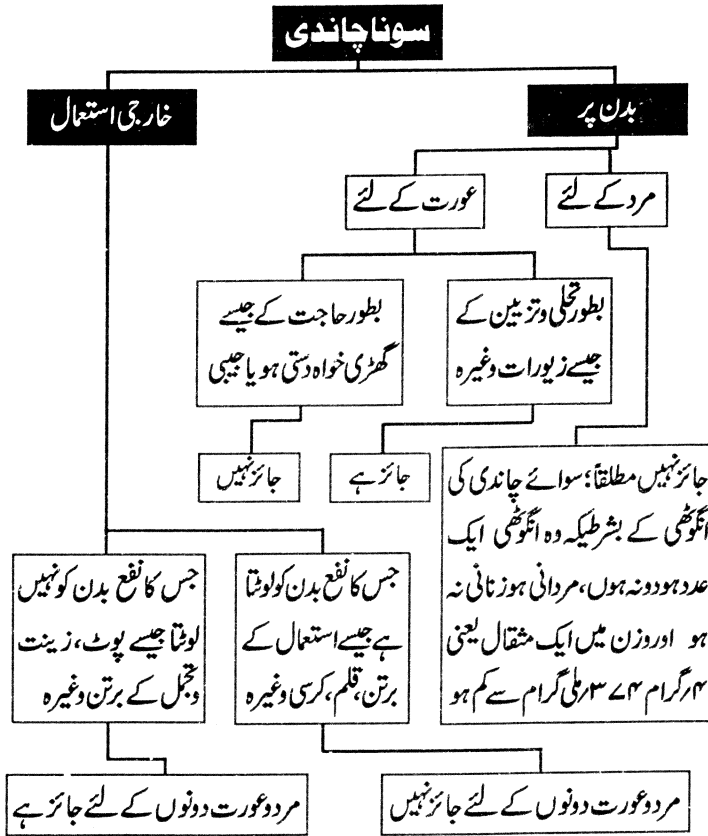 سونا چاندی
بدن پر
خارجی استعمال
مرد کے لئے
عورت کے لئے
بطور تحلی و تزیین کے
جیسے زیورات وغیرہ
بطور حاجت کے جیسے
گھڑی خواہ دستی ہو یا جیبی
جائز ہے
جائز نہیں
جائز نہیں مطلقاً؛ سوائے چاندی کی
انگوٹھی کے بشرطیکہ وہ انگوٹھی ایک
عدد ہو دو نہ ہوں، مردانی ہو زنانی نہ
ہو اور وزن میں ایک مثقال یعنی
۴؍گرام ۳۷۴؍ملی گرام سے کم ہو
جس کا نفع بدن کو لوٹتا
ہے جیسے استعمال کے
برتن، قلم، کرسی وغیرہ
جس کا نفع بدن کو نہیں
لوٹتا جیسے پوٹ، زینت
وتجمل کے برتن وغیرہ
مرد و عورت دونوں کے لئے جائز نہیں
مرد و عورت دونوں کے لئے جائز ہے